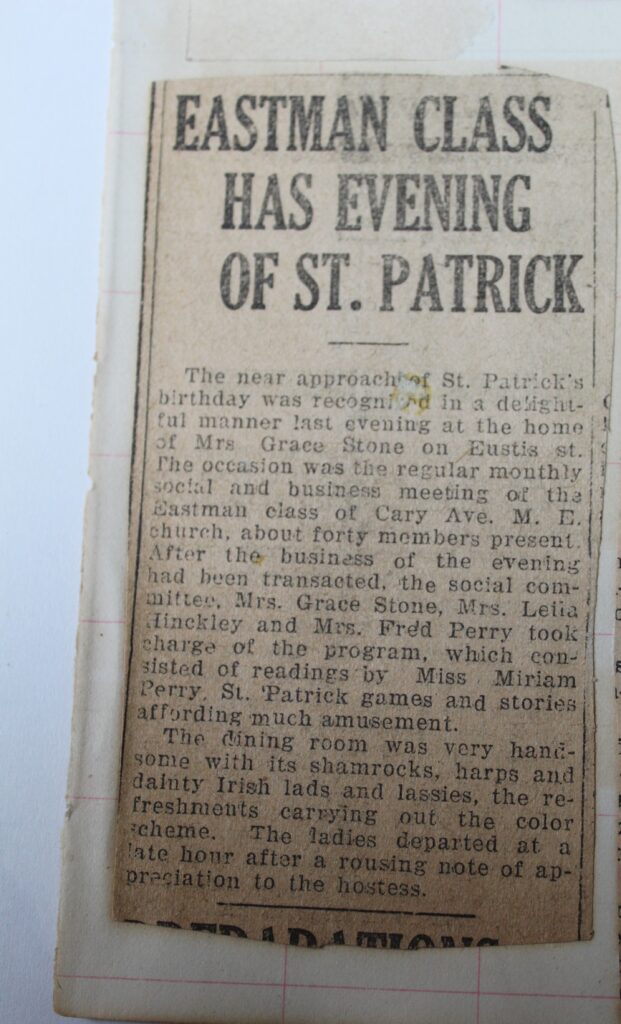 EASTMAN CLASS
HAS EVENING
OF ST. PATRICK
The near approach of St. Patrick's
birthday was recognized in a delight-
ful manner last evening at the home
of Mrs Grace Stone on Eustis st.
The occasion was the regular monthly
social and business meeting of the
Eastman class of Cary Ave. M. E.
church, about forty members present.
After the business of the evening
had been transacted, the social com-
mittee, Mrs. Grace Stone, Mrs. Leila
Hinckley and Mrs. Fred Perry took
charge of the program, which con-
sisted of readings by Miss Miriam
Perry, St. Patrick games and stories
affording much amusement.
The dining room was very hand-
some with its shamrocks, harps and
dainty Irish lads and lassies, the re-
freshments carrying out the color
scheme. The ladies departed at a
late hour after a rousing note of ap-
preciation to the hostess.
PREPARATIONS